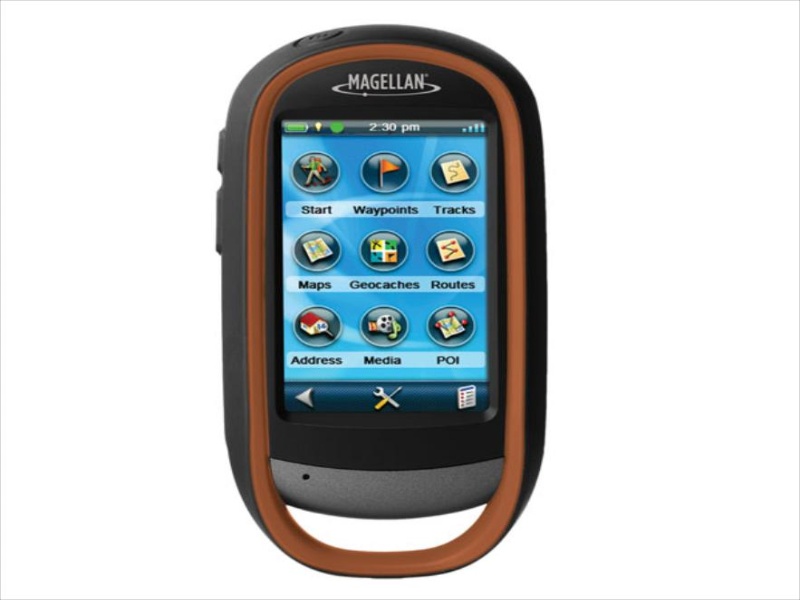 MAGELLAN®
2:30 pm
Start Waypoints Tracks
Maps Geocaches Routes
Address Media POI